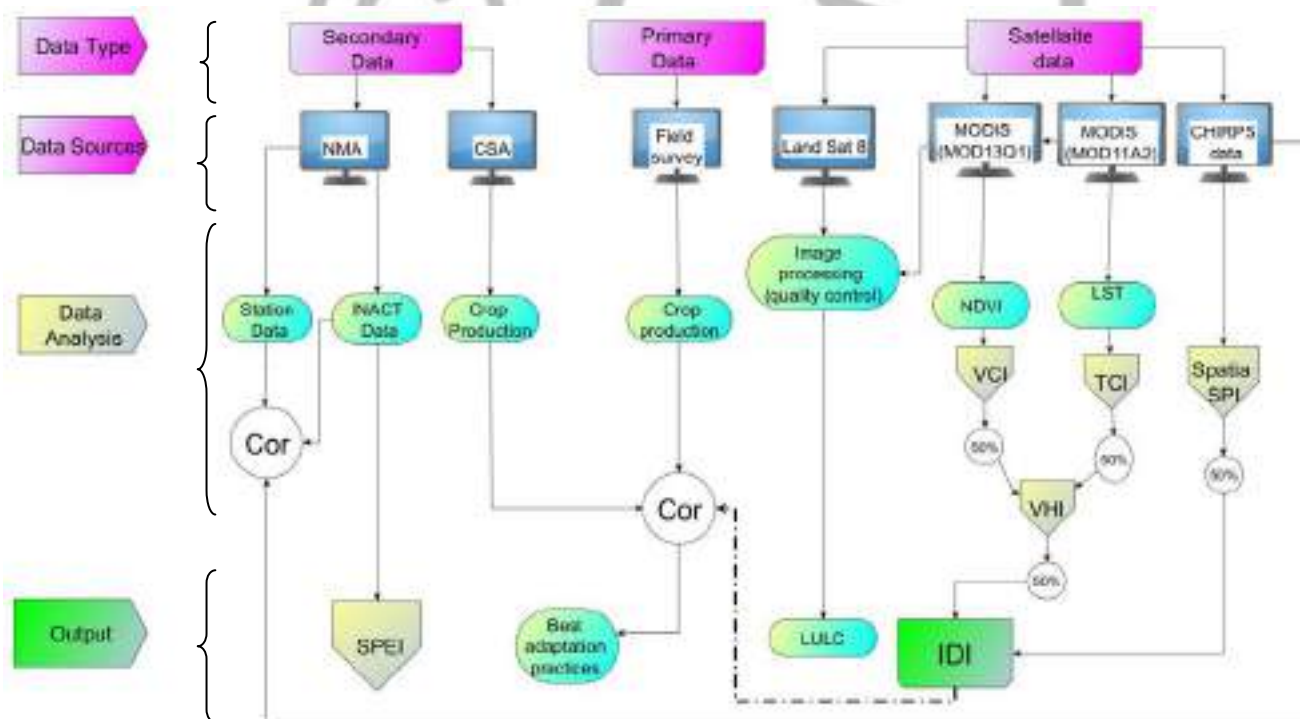 Data Type
Secondary
Data
Primary
Data
Satellaite
data
Data Sources
NMA
CSA
Field
survey
Land Sat 8
MODIS
(MOD13Q1)
MODIS
(MOD11A2)
CHIRPS
data
Image
processing
(quality control)
Data
Analysis
Station
Data
INACT
Data
Crop
Production
Crop
production
NDVI
LST
VCI
TCI
Spatia
SPI
Cor
50%
50%
50%
Cor
VHI
50%
Output
SPEI
Best
adaptation
practices
LULC
IDI